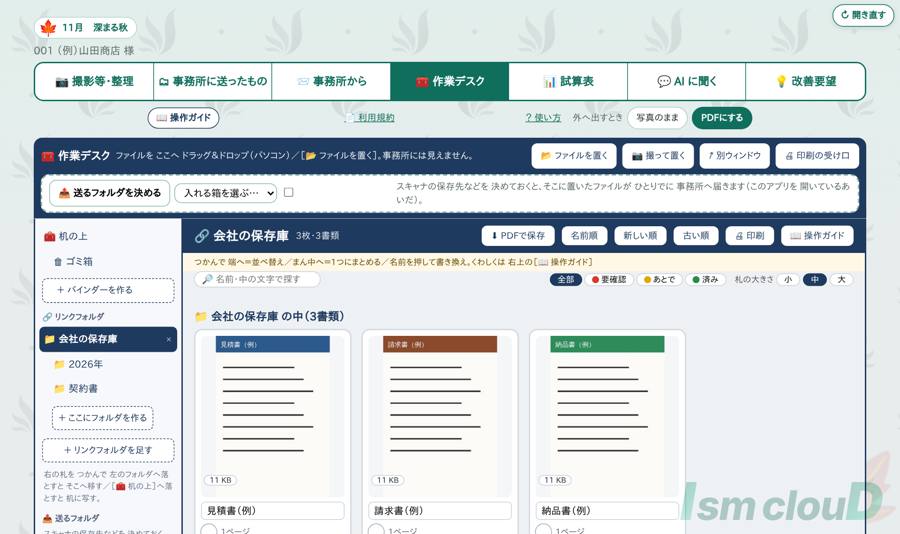 開き直す
11月 深まる秋
001 (例)山田商店 様
撮影等・整理
事務所に送ったもの
事務所から
作業デスク
試算表
AI に聞く
改善要望
操作ガイド
利用規約
? 使い方
外へ出すとき
写真のまま
PDFにする
作業デスク ファイルを ここへ ドラッグ&ドロップ(パソコン)/[📂 ファイルを置く]。事務所には見えません。
ファイルを置く
撮って置く
別ウィンドウ
印刷の受け口
送るフォルダを決める
入れる箱を選ぶ…
スキャナの保存先などを 決めておくと、そこに置いたファイルが ひとりでに 事務所へ届きます(このアプリを 開いているあ
いだ)。
机の上
ゴミ箱
+ バインダーを作る
リンクフォルダ
会社の保存庫 ×
2026年
契約書
+ ここにフォルダを作る
+ リンクフォルダを足す
右の札を つかんで 左のフォルダへ落
とすと そこへ移す/[🧰 机の上]へ落
とすと 机に写す。
送るフォルダ
会社の保存庫 3枚・3書類
⬇ PDFで保存
名前順
新しい順
古い順
印刷
操作ガイド
つかんで 端へ=並べ替え/まん中へ=1つにまとめる/名前を押して書き換え。くわしくは 右上の[📖 操作ガイド]
名前・中の文字で探す
全部
要確認
あとで
済み
札の大きさ
小
中
大
会社の保存庫 の中(3書類)
見積書(例)
11 KB
見積書(例)
1ページ
請求書(例)
11 KB
請求書(例)
1ページ
納品書(例)
11 KB
納品書(例)
1ページ
Ism clouD